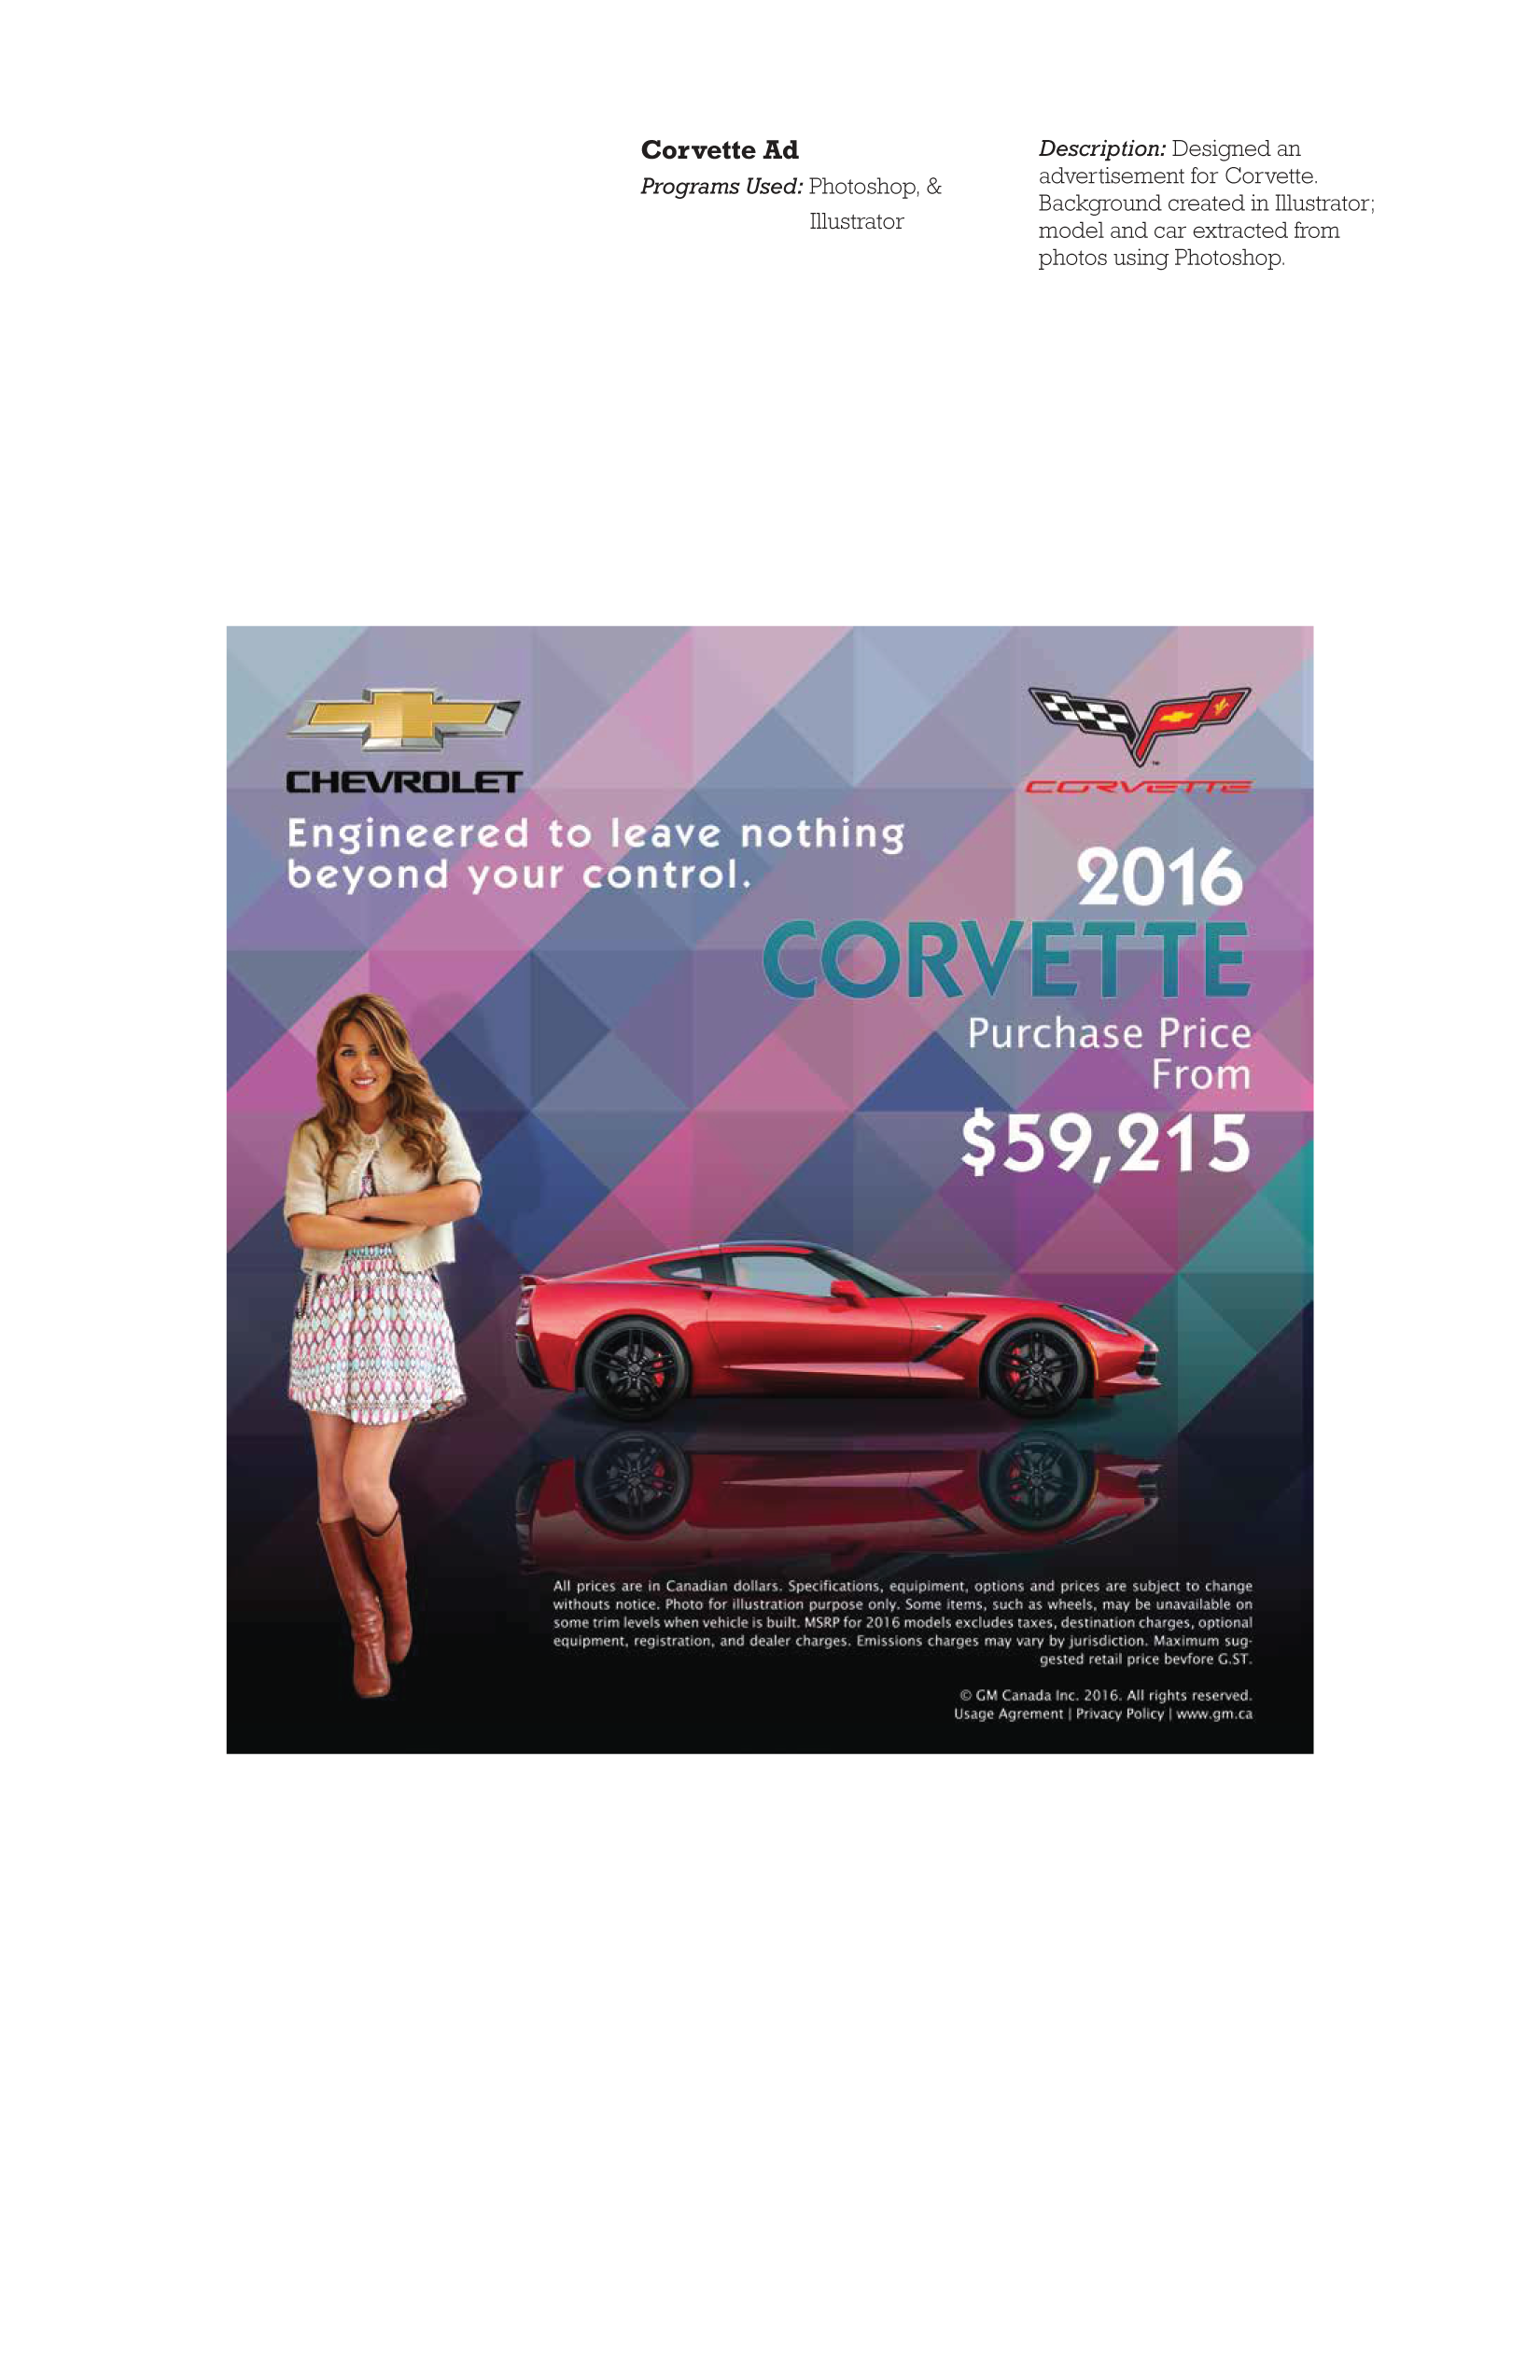 Corvette Ad
Programs Used: Photoshop, &
Illustrator
Description: Designed an
advertisement for Corvette.
Background created in Illustrator;
model and car extracted from
photos using Photoshop.
CHEVROLET
CORVETTE
Engineered to leave nothing
beyond your control.
2016
CORVETTE
Purchase Price
From
$59,215
All prices are in Canadian dollars. Specifications, equipiment, options and prices are subject to change
withouts notice. Photo for illustration purpose only. Some items, such as wheels, may be unavailable on
some trim levels when vehicle is built. MSRP for 2016 models excludes taxes, destination charges, optional
equipment, registration, and dealer charges. Emissions charges may vary by jurisdiction. Maximum sug-
gested retail price bevfore G.ST.
© GM Canada Inc. 2016. All rights reserved.
Usage Agrement | Privacy Policy | www.gm.ca